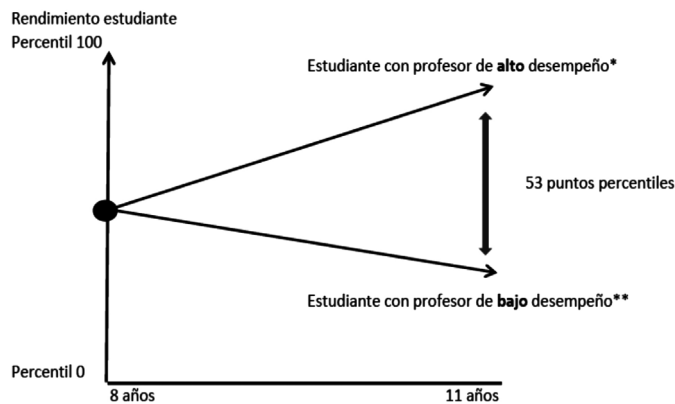 Rendimiento estudiante
Percentil 100
Estudiante con profesor de alto desempeño*
53 puntos percentiles
Estudiante con profesor de bajo desempeño**
Percentil 0
8 años
11 años